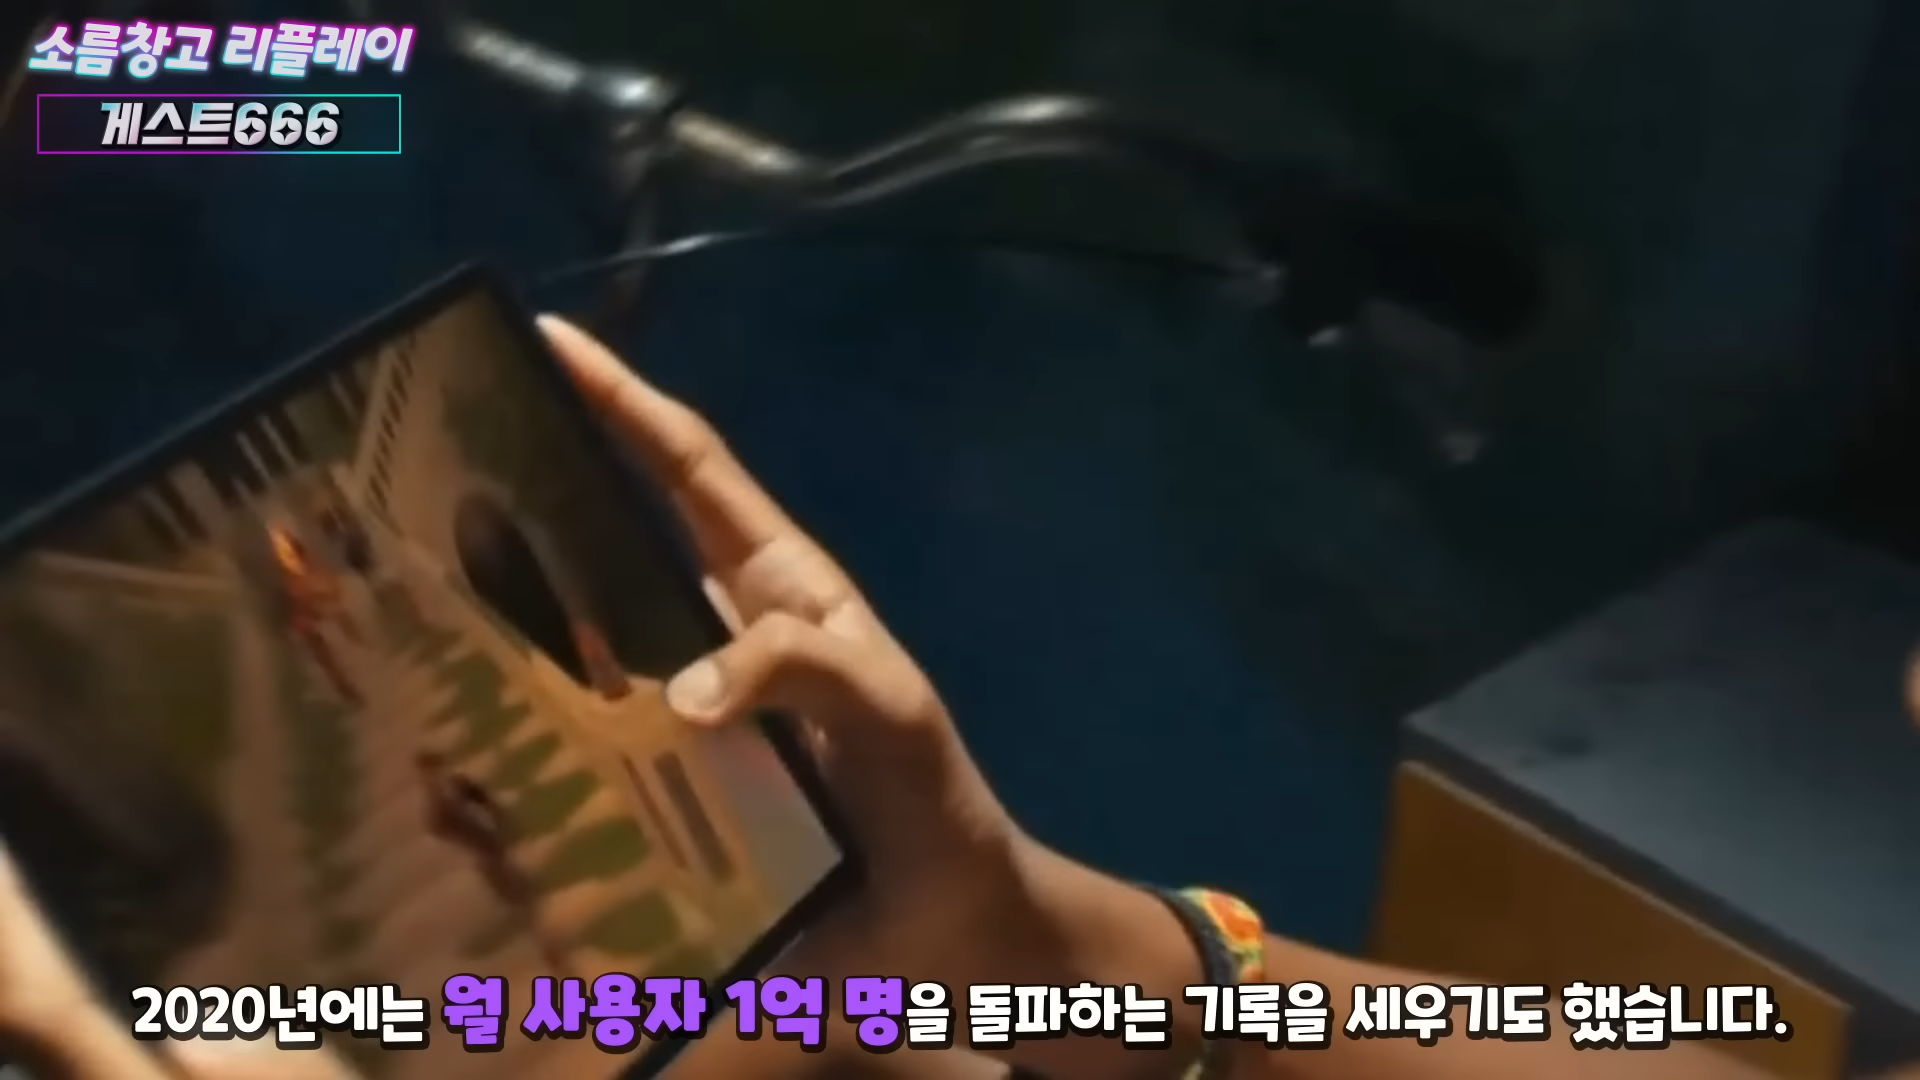 소름창고 리플레이
게스트666
2020년에는 월 사용자 1억 명을 돌파하는 기록을 세우기도 했습니다.